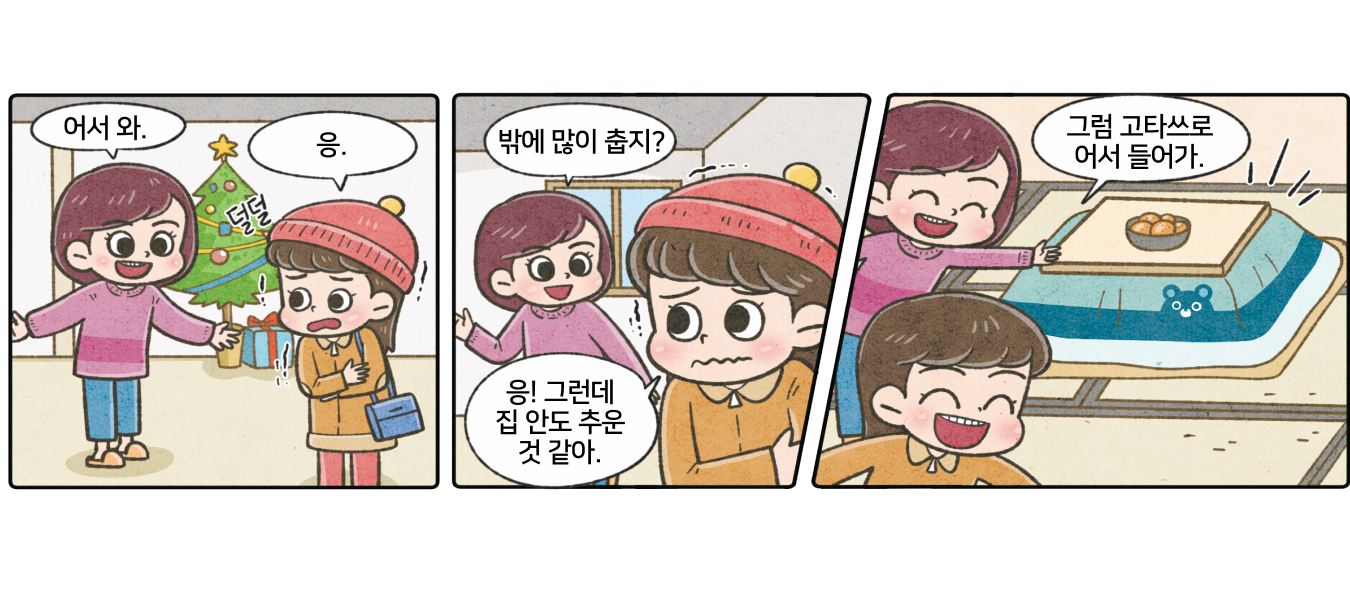 어서 와.
응.
덜덜
밖에 많이 춥지?
응! 그런데
집 안도 추운
것 같아.
그럼 고타쓰로
어서 들어가.